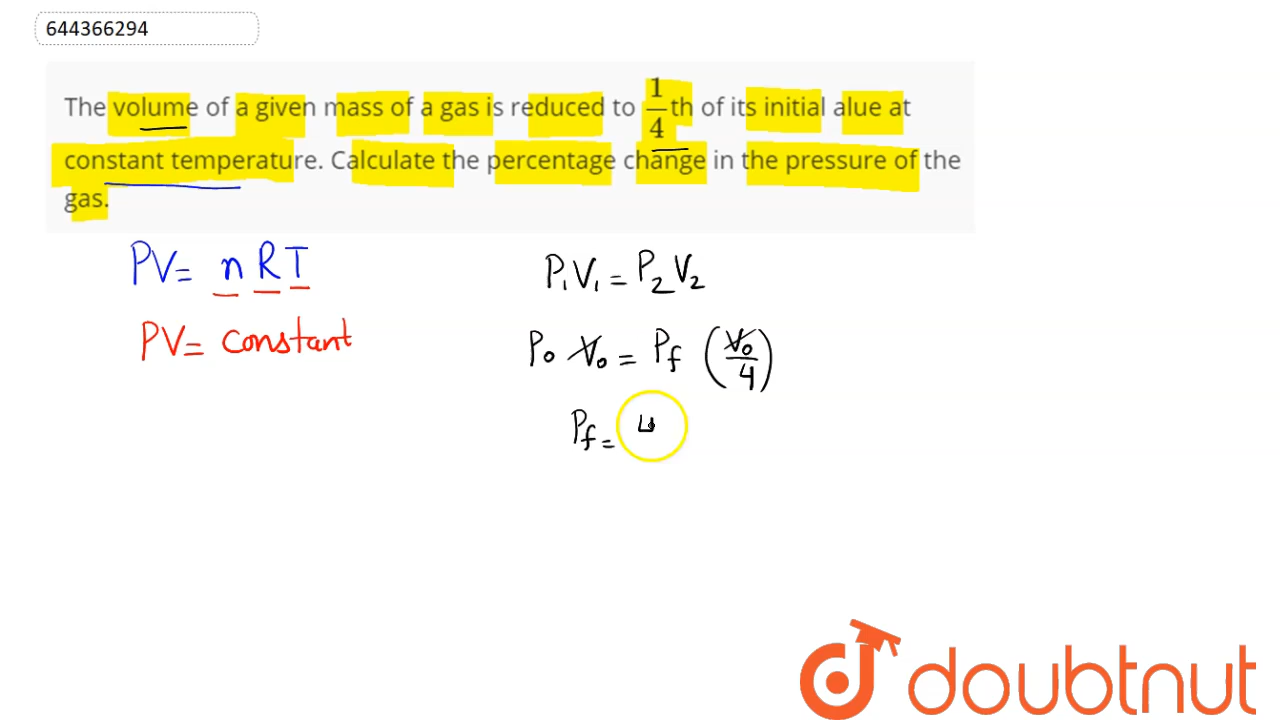 644366294
The volume of a given mass of a gas is reduced to 1/4 th of its initial alue at
constant temperature. Calculate the percentage change in the pressure of the
gas.
PV = nRT
P₁V₁ = P₂V₂
PV = constant
P₀ V₀ = P_f (V₀/4)
P_f = 4
doubtnut